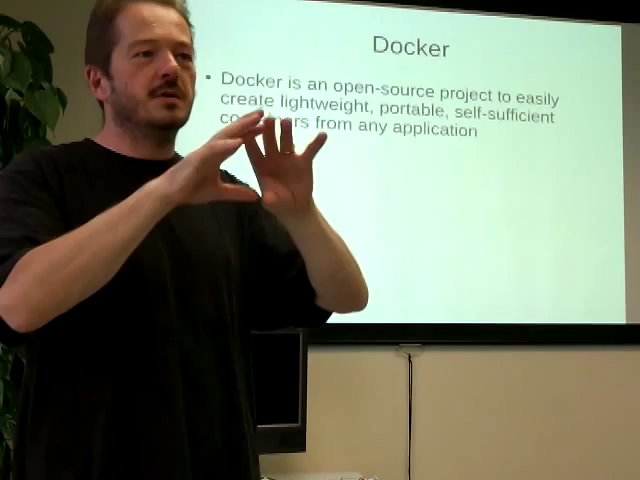 Docker
• Docker is an open-source project to easily
create lightweight, portable, self-sufficient
from any application